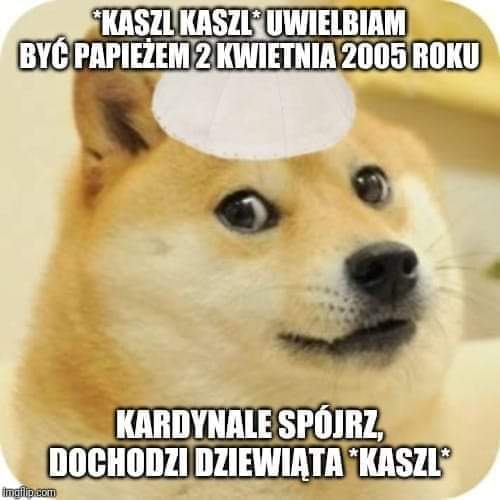 *KASZL KASZL* UWIELBIAM
BYĆ PAPIEŻEM 2 KWIETNIA 2005 ROKU
KARDYNALE SPÓJRZ,
DOCHODZI DZIEWIĄTA *KASZL*
imgflip.com